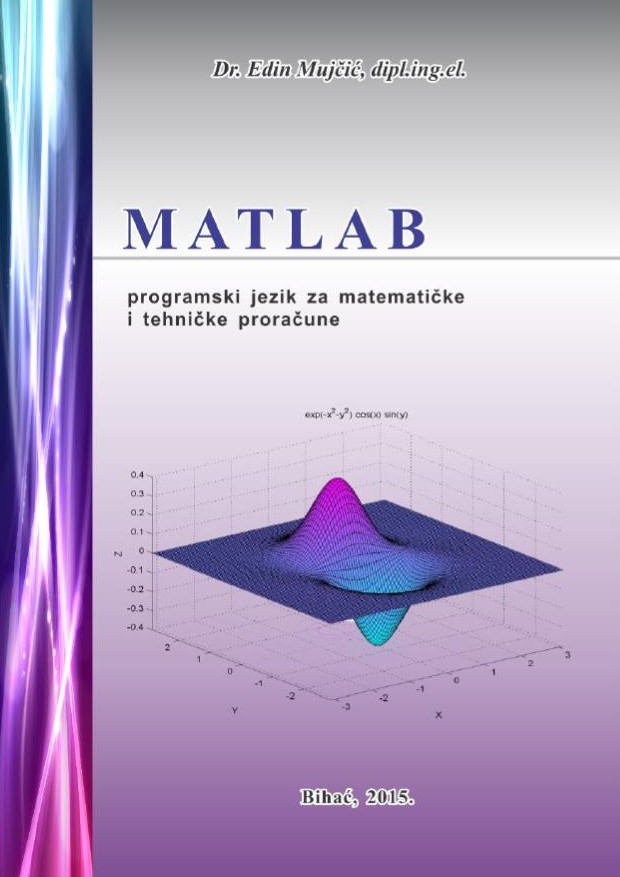 Dr. Edin Mujčić, dipl.ing.el.
MATLAB
programski jezik za matematičke
i tehničke proračune
exp(-x²-y²) cos(x) sin(y)
0.4
0.3
0.2
0.1
0
-0.1
-0.2
-0.3
-0.4
Z
2
1
0
-1
-2
Y
-3
-2
-1
0
1
2
3
X
Bihać, 2015.